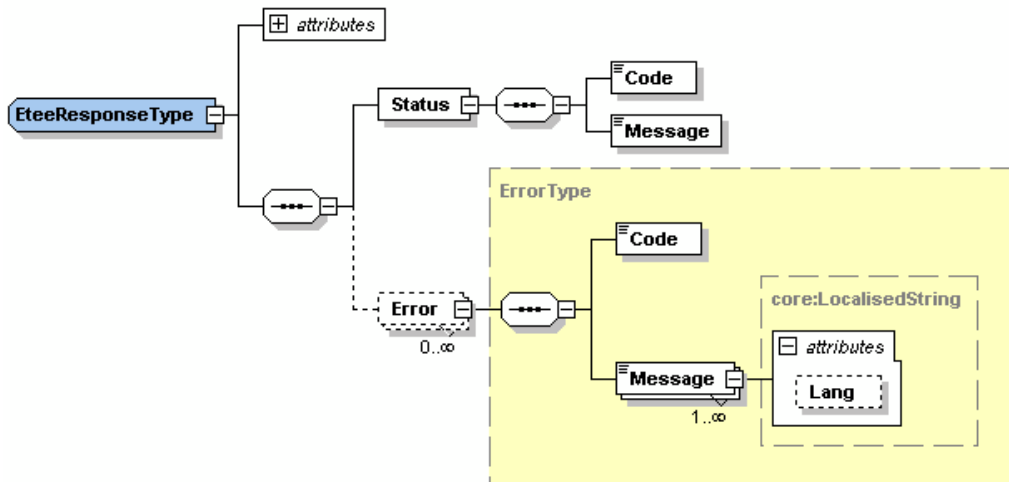 attributes
EteeResponseType
Status
Code
Message
ErrorType
Code
Error
0..∞
core:LocalisedString
attributes
Message
1..∞
Lang